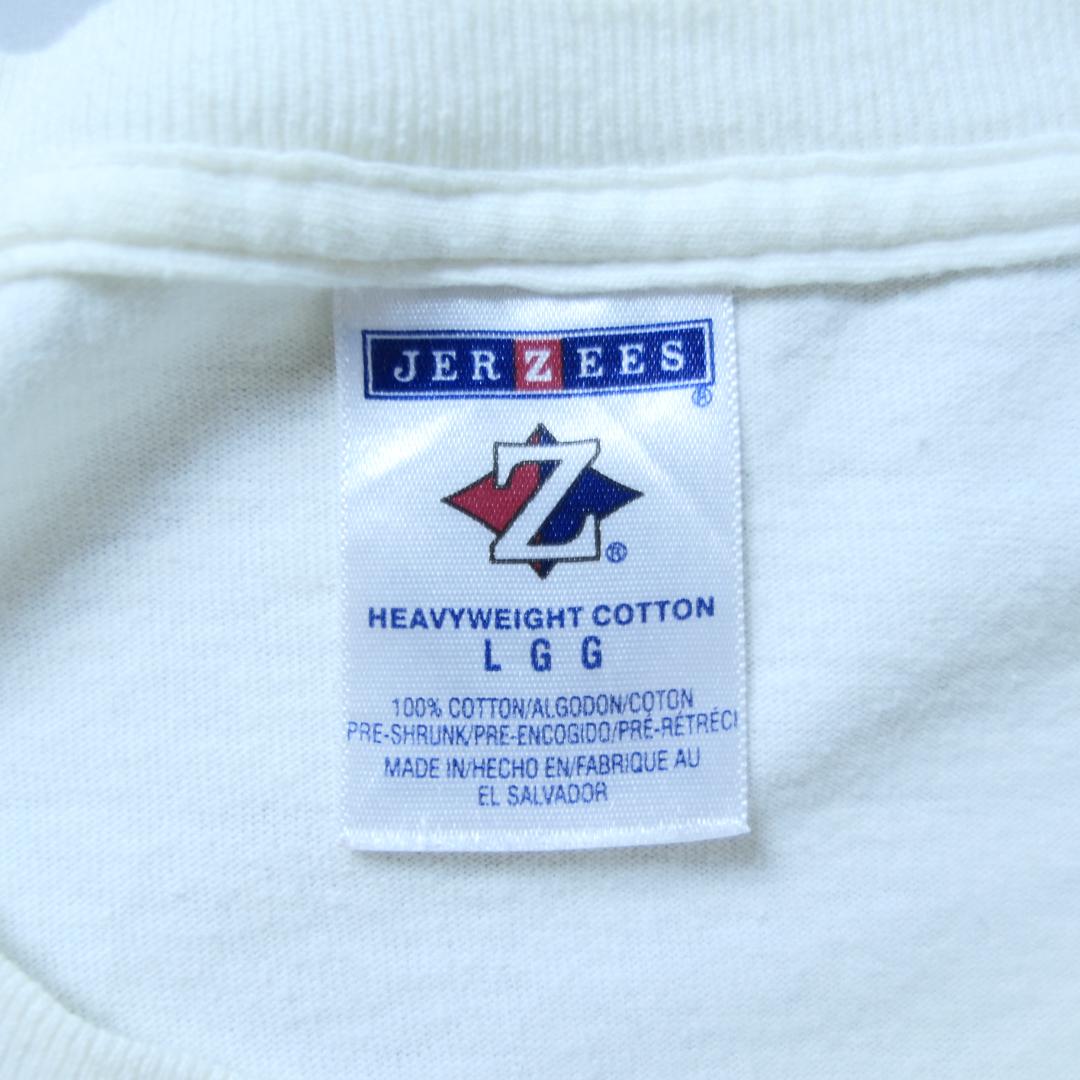 JERZEES
®
Z
®
HEAVYWEIGHT COTTON
L G G
100% COTTON/ALGODON/COTON
PRE-SHRUNK/PRE-ENCOGIDO/PRÉ-RÉTRÉCI
MADE IN/HECHO EN/FABRIQUE AU
EL SALVADOR